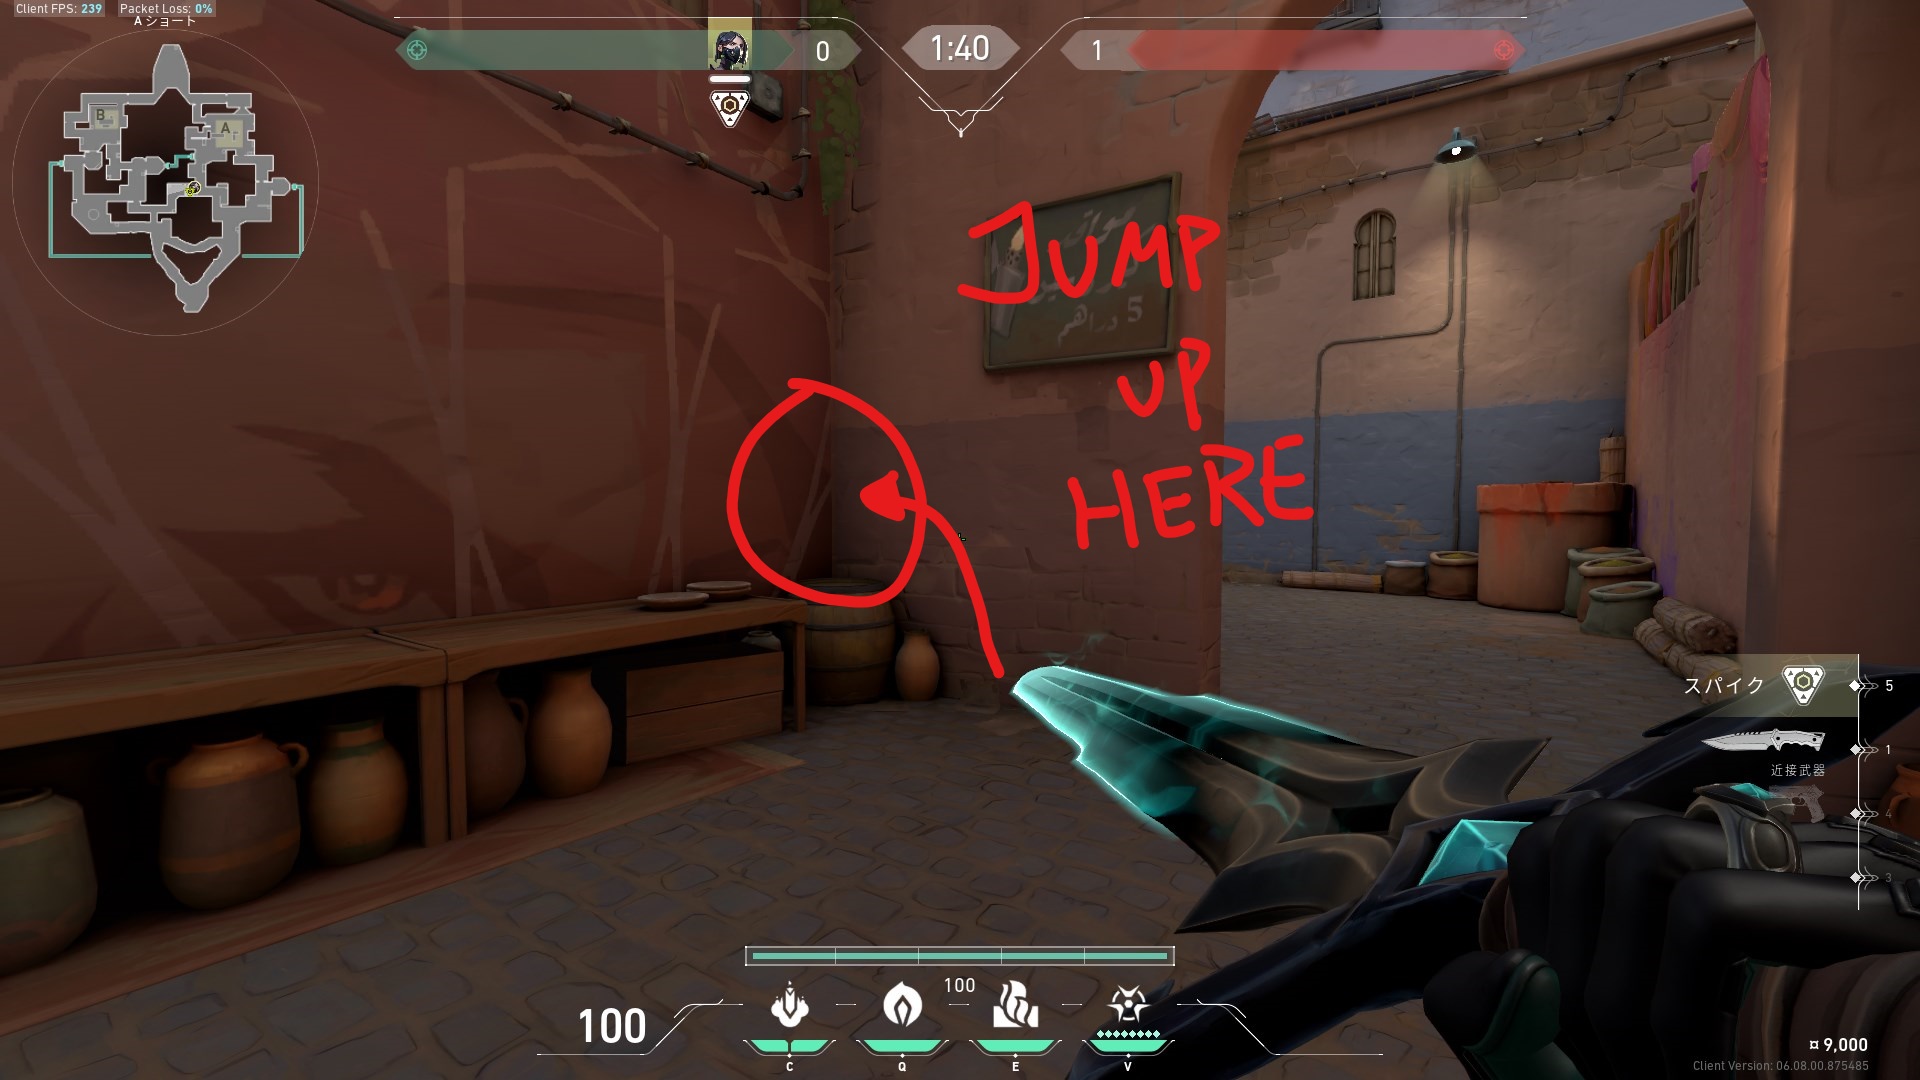 Client FPS: 239 Packet Loss: 0%
A ショート
B
A
0
1:40
1
JUMP
UP
HERE
5 دراهم
スパイク
5
1
近接武器
4
3
100
100
C
Q
E
V
¤ 9,000
Client Version: 06.08.00.875485